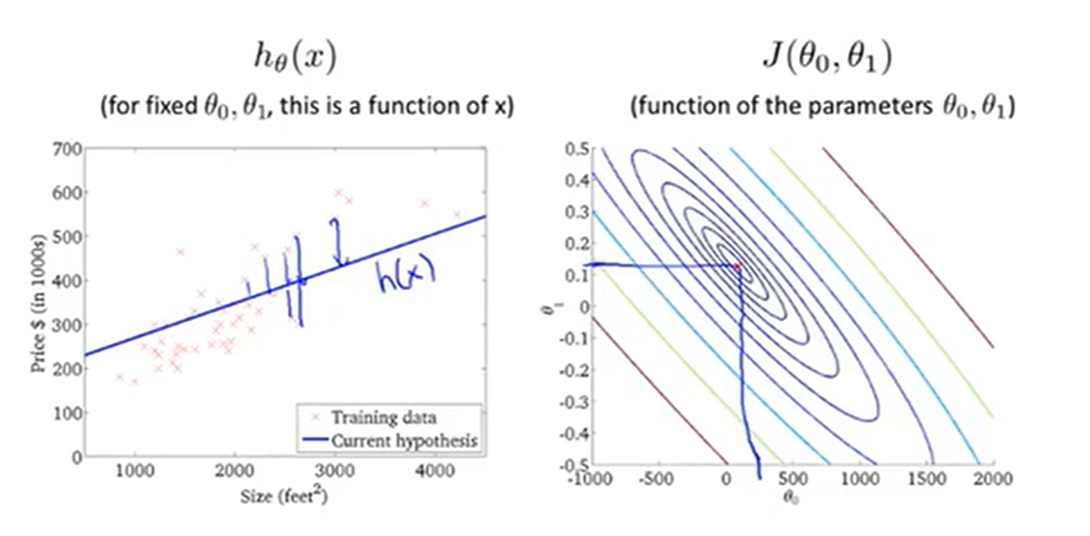 hθ(x)
(for fixed θ₀, θ₁, this is a function of x)
700
600
500
400
300
200
100
0
Price $ (in 1000s)
h(x)
× Training data
Current hypothesis
1000 2000 3000 4000
Size (feet²)
J(θ₀, θ₁)
(function of the parameters θ₀, θ₁)
0.5
0.4
0.3
0.2
0.1
0
-0.1
-0.2
-0.3
-0.4
-0.5
θ₁
-1000 -500 0 500 1000 1500 2000
θ₀